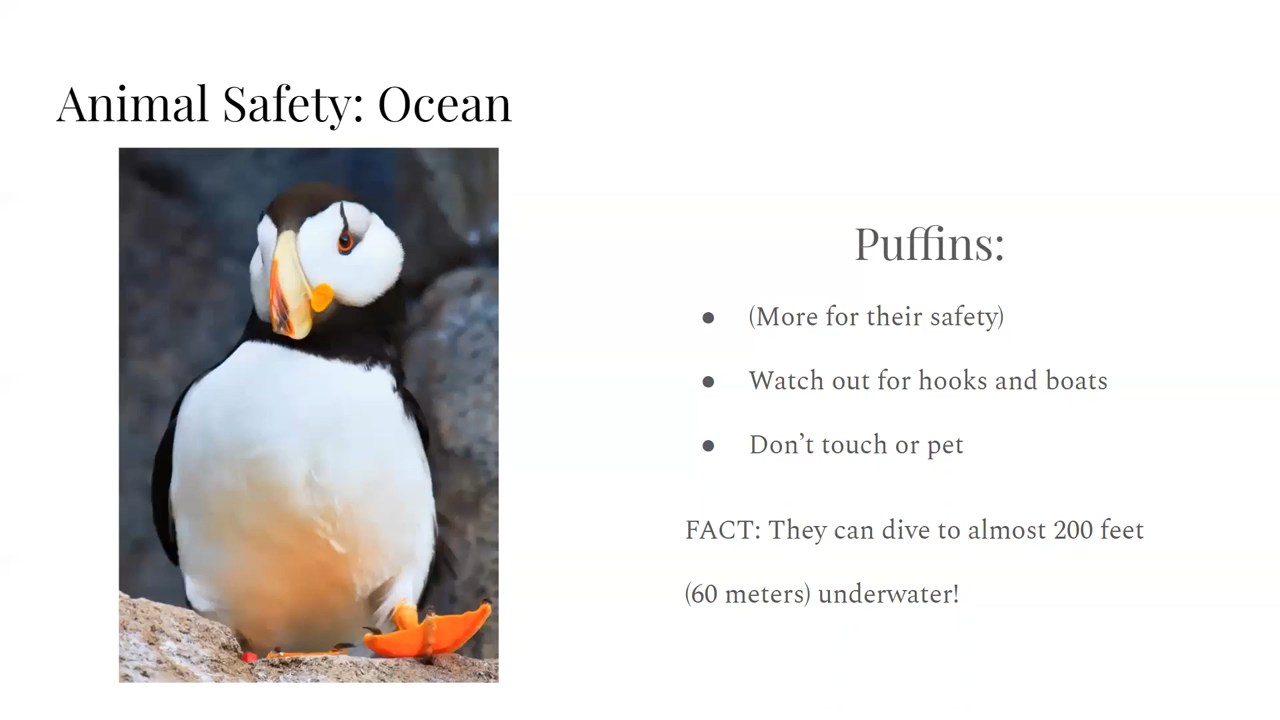 Animal Safety: Ocean
Puffins:
● (More for their safety)
● Watch out for hooks and boats
● Don’t touch or pet
FACT: They can dive to almost 200 feet
(60 meters) underwater!